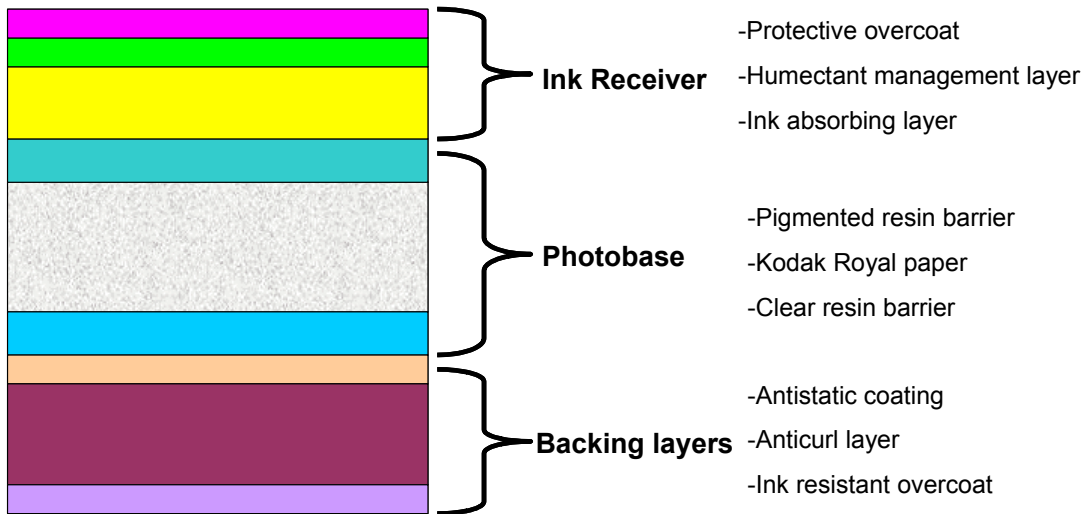 -Protective overcoat
Ink Receiver
-Humectant management layer
-Ink absorbing layer
-Pigmented resin barrier
Photobase
-Kodak Royal paper
-Clear resin barrier
-Antistatic coating
Backing layers
-Anticurl layer
-Ink resistant overcoat